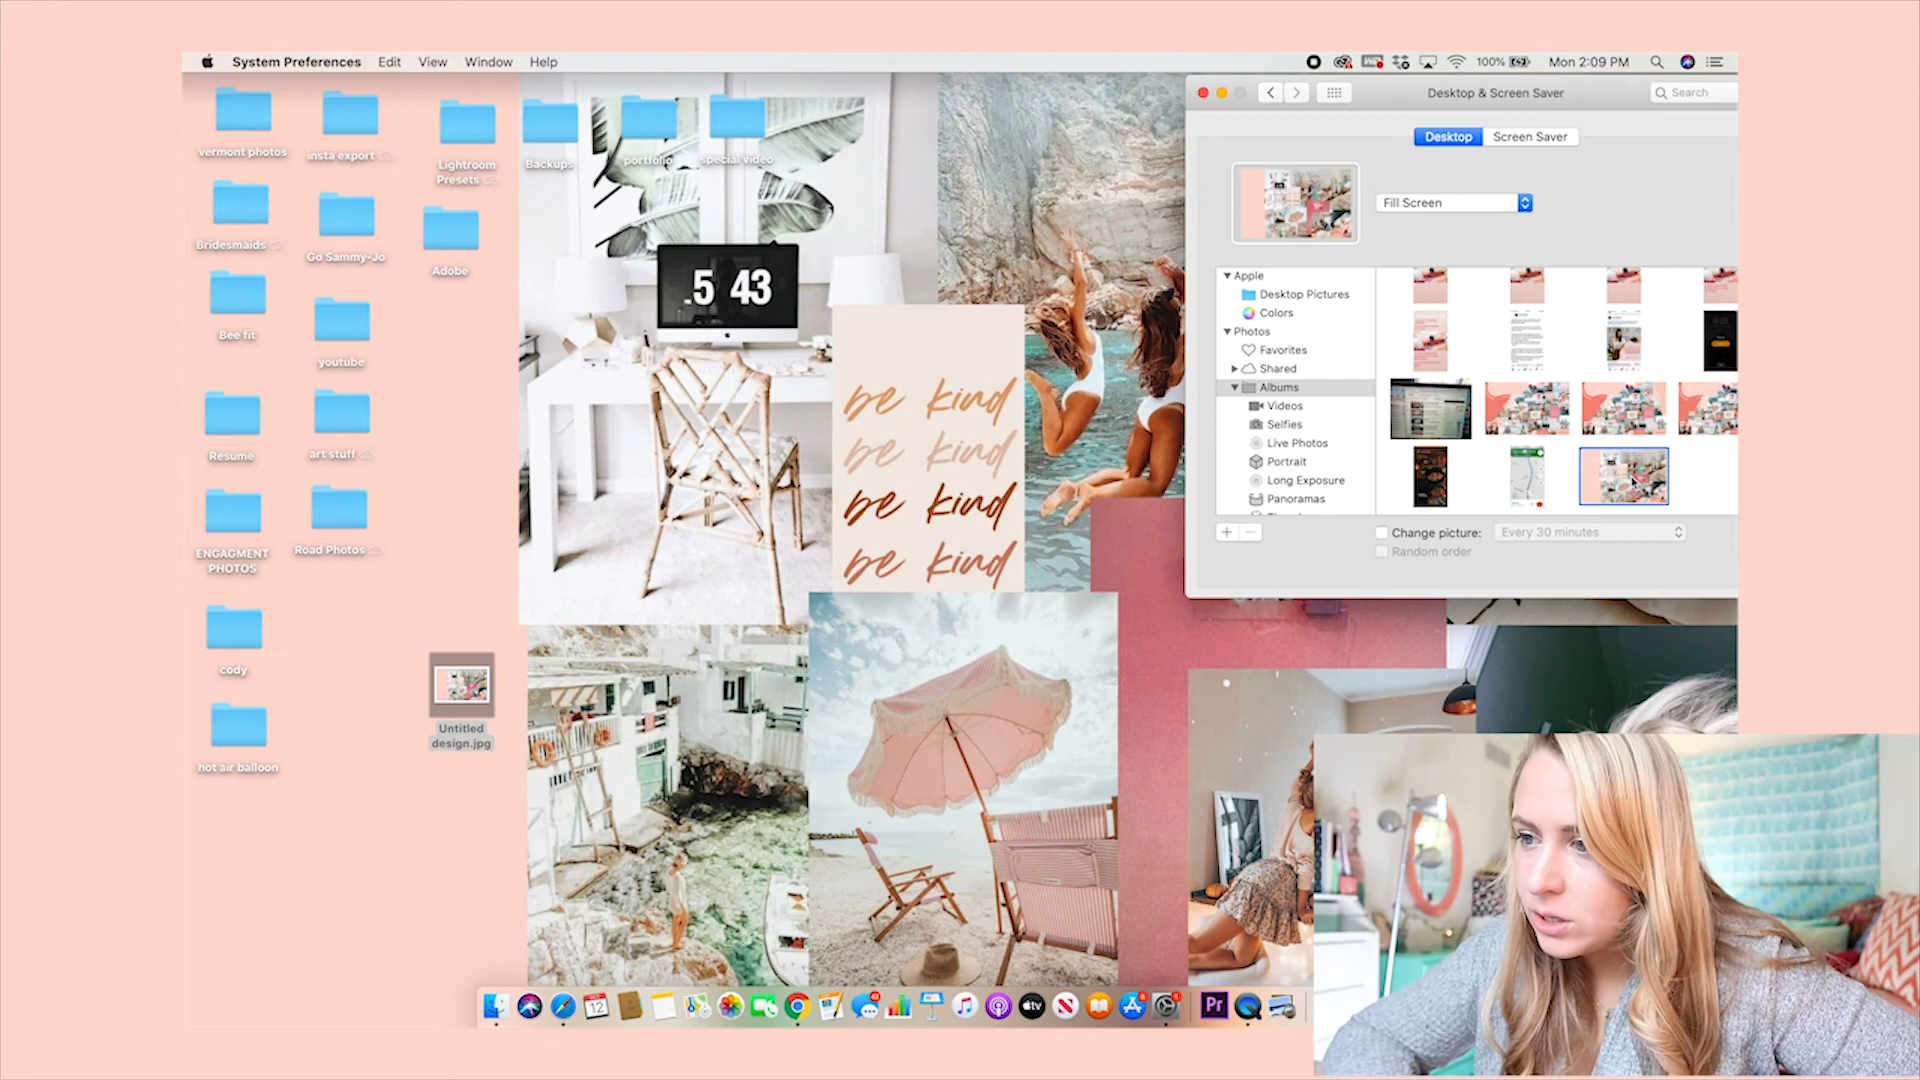 System Preferences Edit View Window Help
100% Mon 2:09 PM
Desktop & Screen Saver
Search
Desktop Screen Saver
Fill Screen
Apple
Desktop Pictures
Colors
Photos
Favorites
Shared
Albums
Videos
Selfies
Live Photos
Portrait
Long Exposure
Panoramas
+ −
Change picture: Every 30 minutes
Random order
vermont photos
insta export
Lightroom
Presets
Backups
portfolio
special video
Bridesmaids
Go Sammy-Jo
Adobe
Bee fit
youtube
Resume
art stuff
ENGAGMENT
PHOTOS
Road Photos
cody
Untitled
design.jpg
hot air balloon
5 43
be kind
be kind
be kind
be kind
12
tv
Pr